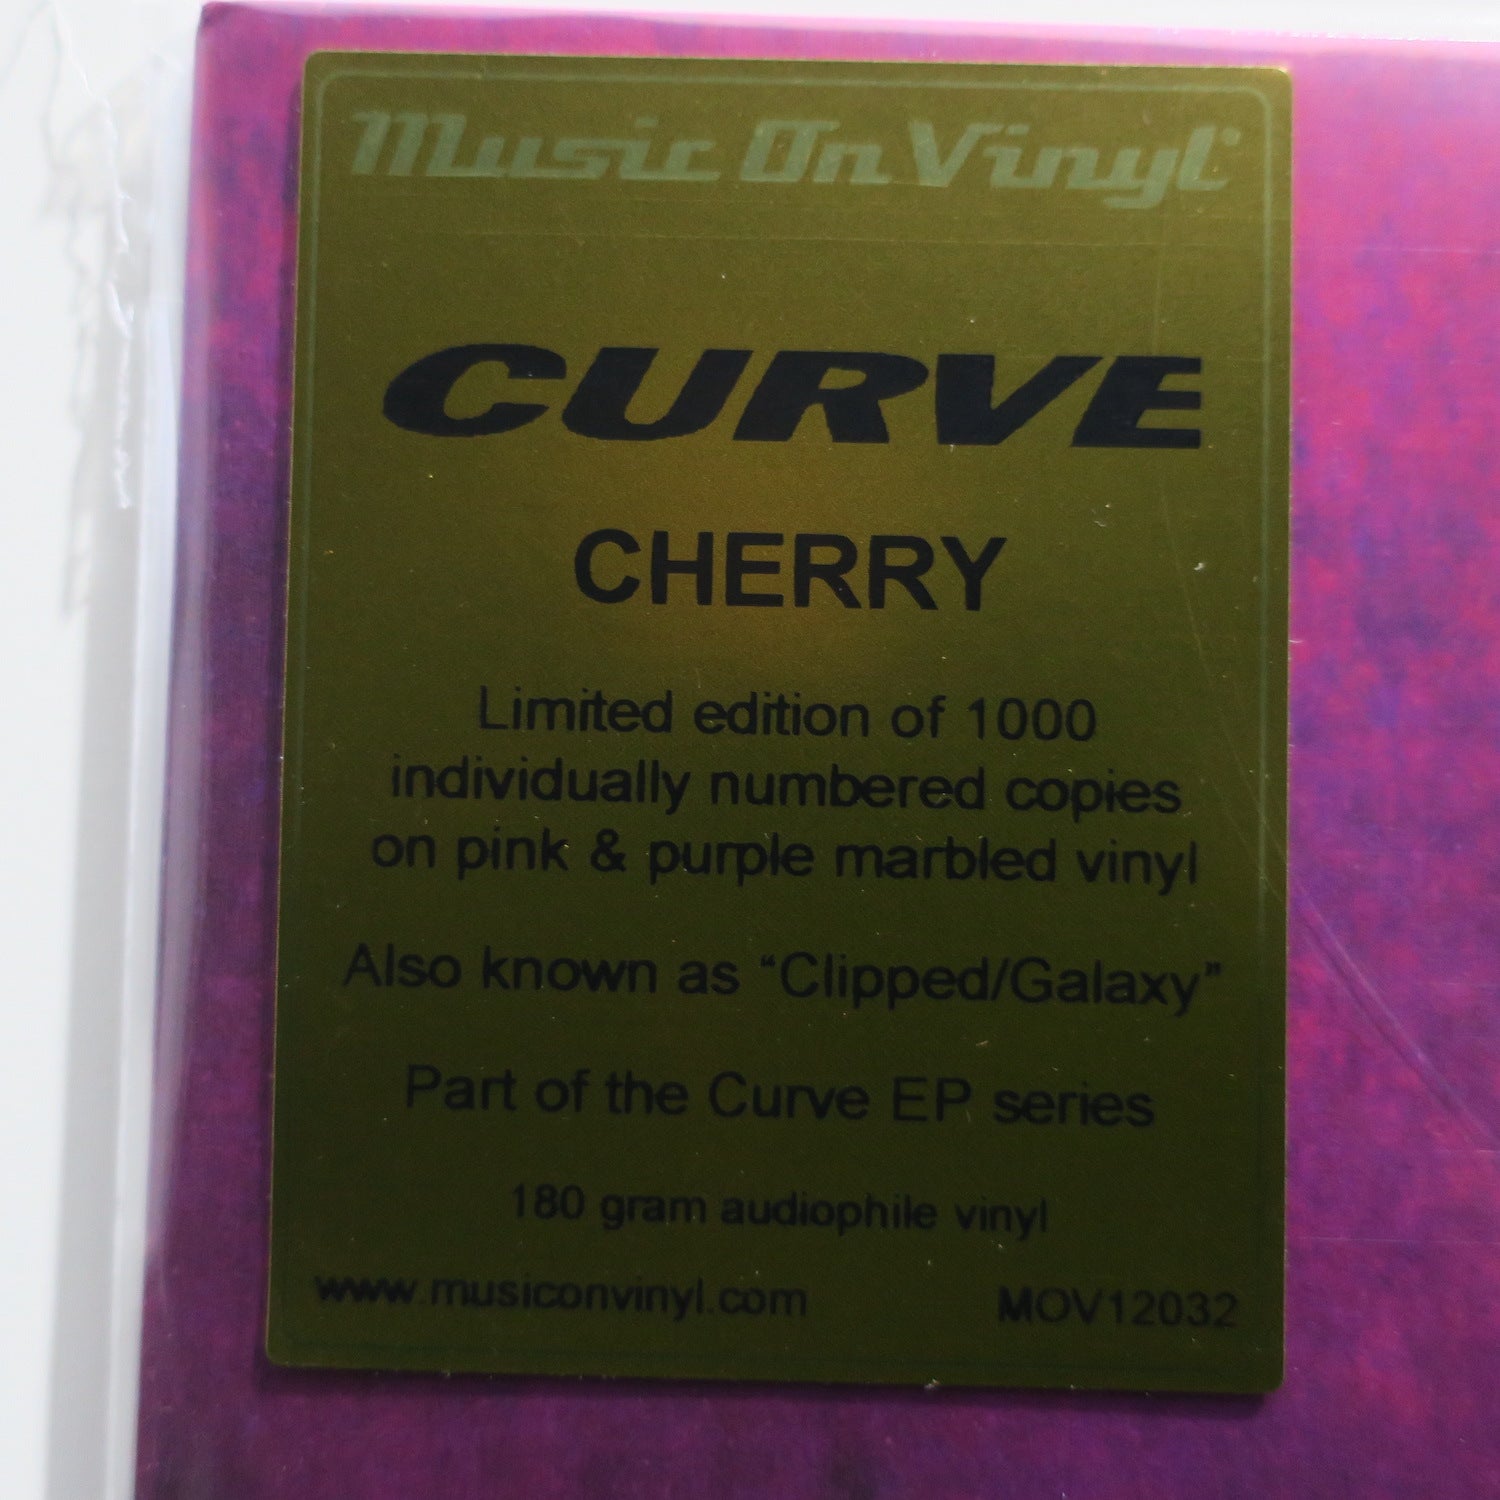 Music On Vinyl
CURVE
CHERRY
Limited edition of 1000
individually numbered copies
on pink & purple marbled vinyl
Also known as “Clipped/Galaxy”
Part of the Curve EP series
180 gram audiophile vinyl
www.musiconvinyl.com MOV12032